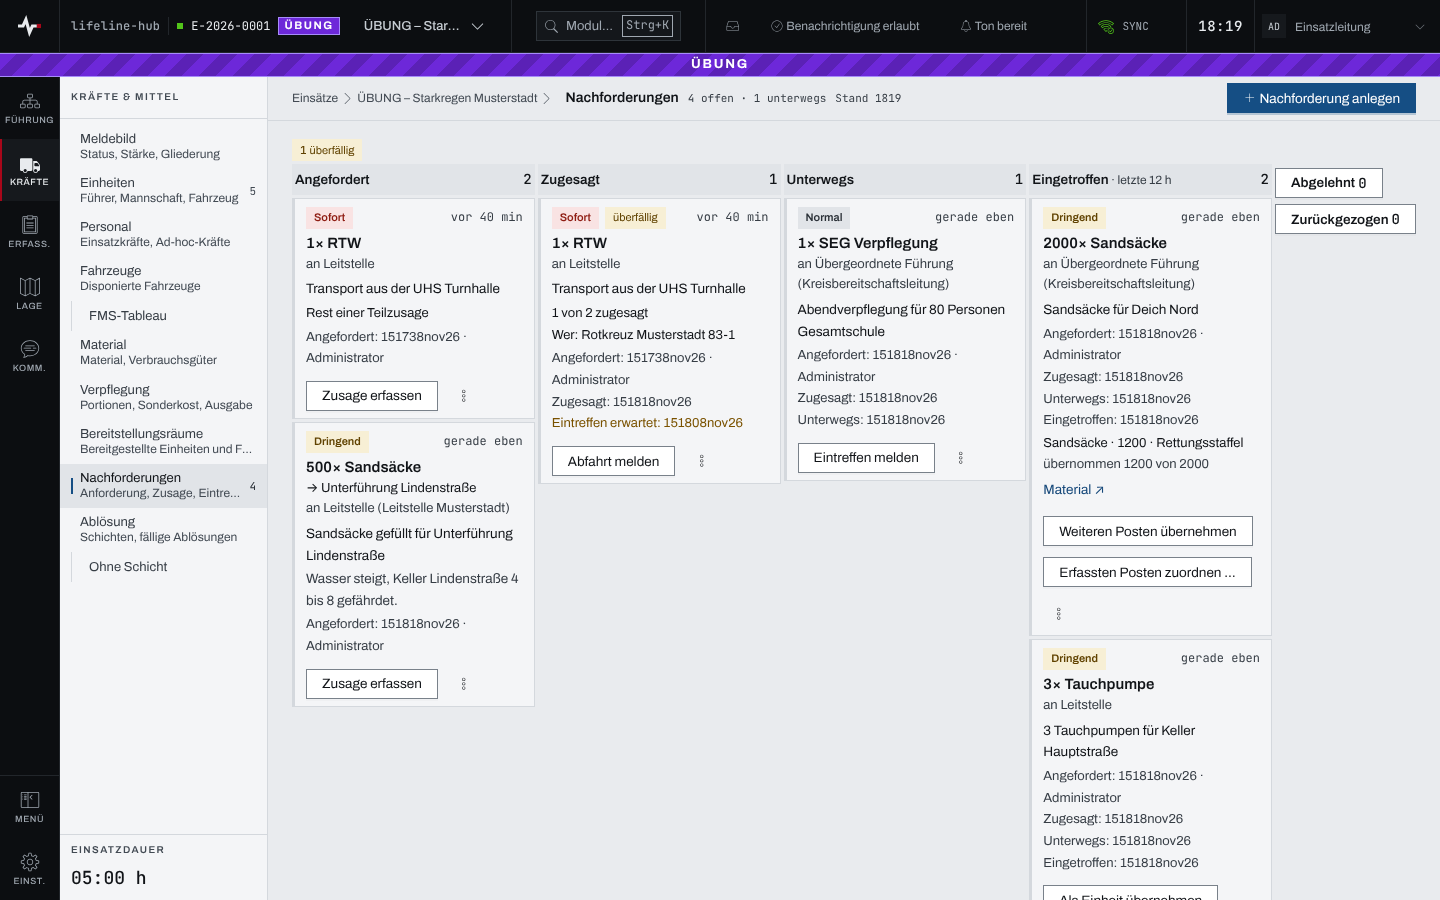 lifeline-hub
E-2026-0001 ÜBUNG
ÜBUNG – Star...
Modul... Strg+K
Benachrichtigung erlaubt
Ton bereit
SYNC
18:19
AD Einsatzleitung
ÜBUNG
FÜHRUNG
KRÄFTE
ERFASS.
LAGE
KOMM.
MENÜ
EINST.
KRÄFTE & MITTEL
Meldebild
Status, Stärke, Gliederung
Einheiten
Führer, Mannschaft, Fahrzeug 5
Personal
Einsatzkräfte, Ad-hoc-Kräfte
Fahrzeuge
Disponierte Fahrzeuge
FMS-Tableau
Material
Material, Verbrauchsgüter
Verpflegung
Portionen, Sonderkost, Ausgabe
Bereitstellungsräume
Bereitgestellte Einheiten und F...
Nachforderungen
Anforderung, Zusage, Eintre... 4
Ablösung
Schichten, fällige Ablösungen
Ohne Schicht
EINSATZDAUER
05:00 h
Einsätze > ÜBUNG – Starkregen Musterstadt > Nachforderungen 4 offen · 1 unterwegs Stand 1819
+ Nachforderung anlegen
1 überfällig
Angefordert 2
Sofort vor 40 min
1× RTW
an Leitstelle
Transport aus der UHS Turnhalle
Rest einer Teilzusage
Angefordert: 151738nov26 ·
Administrator
Zusage erfassen
Dringend gerade eben
500× Sandsäcke
→ Unterführung Lindenstraße
an Leitstelle (Leitstelle Musterstadt)
Sandsäcke gefüllt für Unterführung
Lindenstraße
Wasser steigt, Keller Lindenstraße 4
bis 8 gefährdet.
Angefordert: 151818nov26 ·
Administrator
Zusage erfassen
Zugesagt 1
Sofort überfällig vor 40 min
1× RTW
an Leitstelle
Transport aus der UHS Turnhalle
1 von 2 zugesagt
Wer: Rotkreuz Musterstadt 83-1
Angefordert: 151738nov26 ·
Administrator
Zugesagt: 151818nov26
Eintreffen erwartet: 151808nov26
Abfahrt melden
Unterwegs 1
Normal gerade eben
1× SEG Verpflegung
an Übergeordnete Führung
(Kreisbereitschaftsleitung)
Abendverpflegung für 80 Personen
Gesamtschule
Angefordert: 151818nov26 ·
Administrator
Zugesagt: 151818nov26
Unterwegs: 151818nov26
Eintreffen melden
Eingetroffen · letzte 12 h 2
Dringend gerade eben
2000× Sandsäcke
an Übergeordnete Führung
(Kreisbereitschaftsleitung)
Sandsäcke für Deich Nord
Angefordert: 151818nov26 ·
Administrator
Zugesagt: 151818nov26
Unterwegs: 151818nov26
Eingetroffen: 151818nov26
Sandsäcke · 1200 · Rettungsstaffel
übernommen 1200 von 2000
Material ↗
Weiteren Posten übernehmen
Erfassten Posten zuordnen ...
Dringend gerade eben
3× Tauchpumpe
an Leitstelle
3 Tauchpumpen für Keller
Hauptstraße
Angefordert: 151818nov26 ·
Administrator
Zugesagt: 151818nov26
Unterwegs: 151818nov26
Eingetroffen: 151818nov26
Als Einheit übernehmen
Abgelehnt 0
Zurückgezogen 0